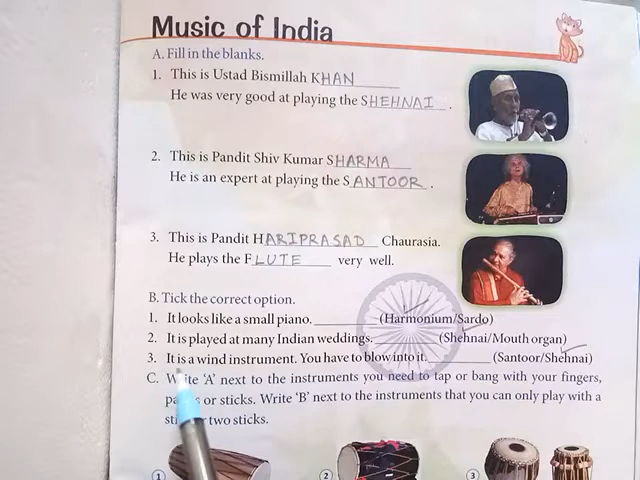 Music of India
A. Fill in the blanks.
1. This is Ustad Bismillah KHAN
He was very good at playing the SHEHNAI.
2. This is Pandit Shiv Kumar SHARMA
He is an expert at playing the SANTOOR.
3. This is Pandit HARIPRASAD Chaurasia.
He plays the FLUTE very well.
B. Tick the correct option.
1. It looks like a small piano. ________ (Harmonium/Sardo)
2. It is played at many Indian weddings. ________ (Shehnai/Mouth organ)
3. It is a wind instrument. You have to blow into it. ________ (Santoor/Shehnai)
C. Write 'A' next to the instruments you need to tap or bang with your fingers,
or sticks. Write 'B' next to the instruments that you can only play with a
two sticks.
1 2 3